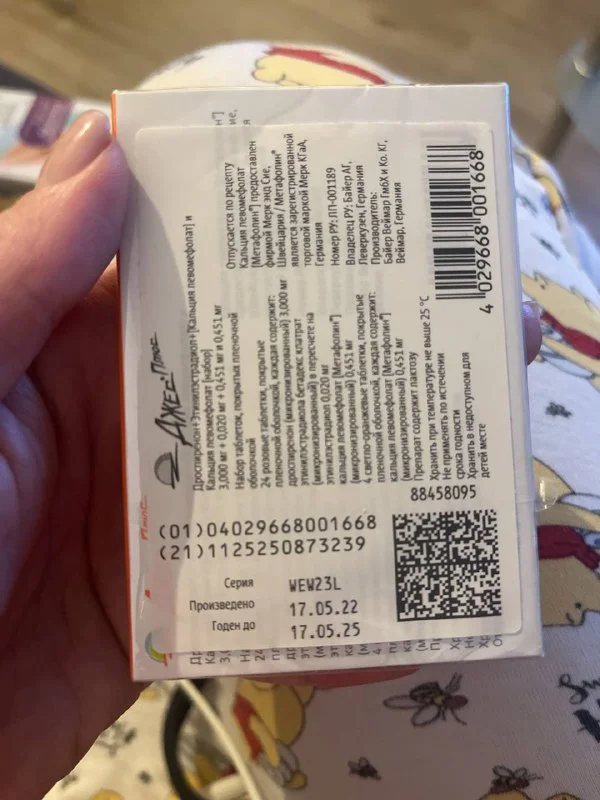 Джес® Плюс
Дроспиренон+Этинилэстрадиол+[Кальция левомефолат] и
Кальция левомефолат [набор]
3,000 мг + 0,020 мг + 0,451 мг и 0,451 мг
Набор таблеток, покрытых пленочной
оболочкой
24 розовые таблетки, покрытые
пленочной оболочкой, каждая содержит:
дроспиренон (микронизированный) 3,000 мг
этинилэстрадиола бетадекс клатрат
(микронизированный) в пересчете на
этинилэстрадиол 0,020 мг
кальция левомефолат [Метафолин®]
(микронизированный) 0,451 мг
4 светло-оранжевые таблетки, покрытые
пленочной оболочкой, каждая содержит:
кальция левомефолат [Метафолин®]
(микронизированный) 0,451 мг
Препарат содержит лактозу
Хранить при температуре не выше 25 °C
Не применять по истечении
срока годности
Хранить в недоступном для
детей месте
Отпускается по рецепту
Кальция левомефолат
[Метафолин®] предоставлен
фирмой Мерк энд Сие,
Швейцария / Метафолин®
является зарегистрированной
торговой маркой Мерк КГаА,
Германия
Номер РУ: ЛП-001189
Владелец РУ: Байер АГ,
Леверкузен, Германия
Производитель:
Байер Веймар ГмбХ и Ко. КГ,
Веймар, Германия
4 029668 001668
88458095
(01)04029668001668
(21)1125250873239
Серия WEW23L
Произведено 17.05.22
Годен до 17.05.25
Плюс